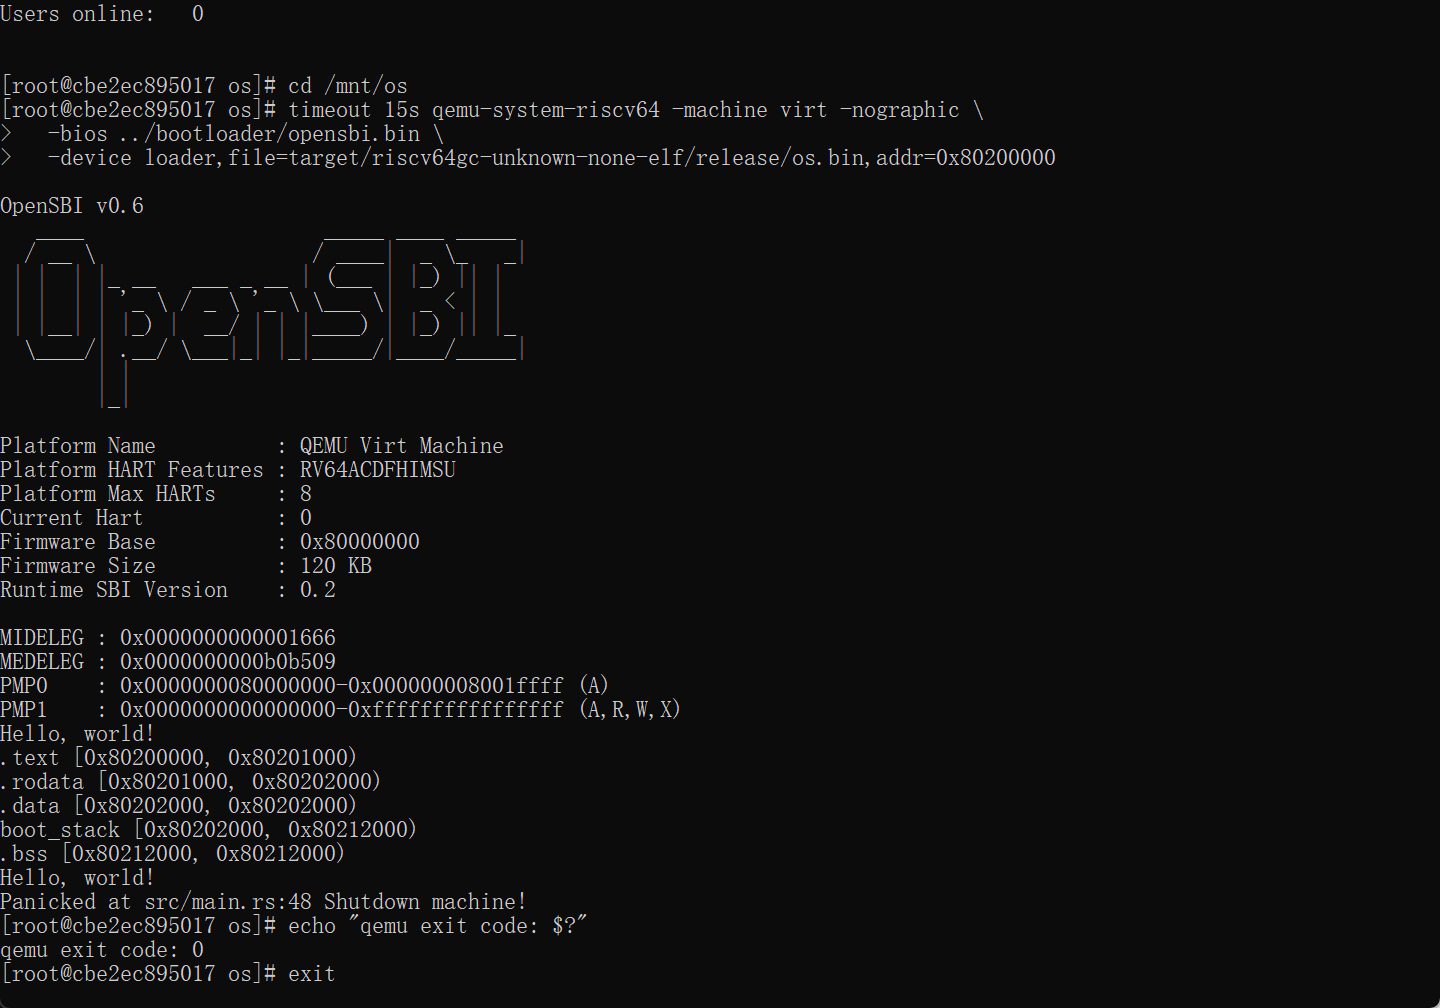 Users online:   0
[root@cbe2ec895017 os]# cd /mnt/os
[root@cbe2ec895017 os]# timeout 15s qemu-system-riscv64 -machine virt -nographic \
>   -bios ../bootloader/opensbi.bin \
>   -device loader,file=target/riscv64gc-unknown-none-elf/release/os.bin,addr=0x80200000
OpenSBI v0.6
OpenSBI
Platform Name          : QEMU Virt Machine
Platform HART Features : RV64ACDFHIMSU
Platform Max HARTs     : 8
Current Hart           : 0
Firmware Base          : 0x80000000
Firmware Size          : 120 KB
Runtime SBI Version    : 0.2
MIDELEG : 0x0000000000001666
MEDELEG : 0x0000000000b0b509
PMP0    : 0x0000000080000000-0x000000008001ffff (A)
PMP1    : 0x0000000000000000-0xffffffffffffffff (A,R,W,X)
Hello, world!
.text [0x80200000, 0x80201000)
.rodata [0x80201000, 0x80202000)
.data [0x80202000, 0x80202000)
boot_stack [0x80202000, 0x80212000)
.bss [0x80212000, 0x80212000)
Hello, world!
Panicked at src/main.rs:48 Shutdown machine!
[root@cbe2ec895017 os]# echo "qemu exit code: $?"
qemu exit code: 0
[root@cbe2ec895017 os]# exit